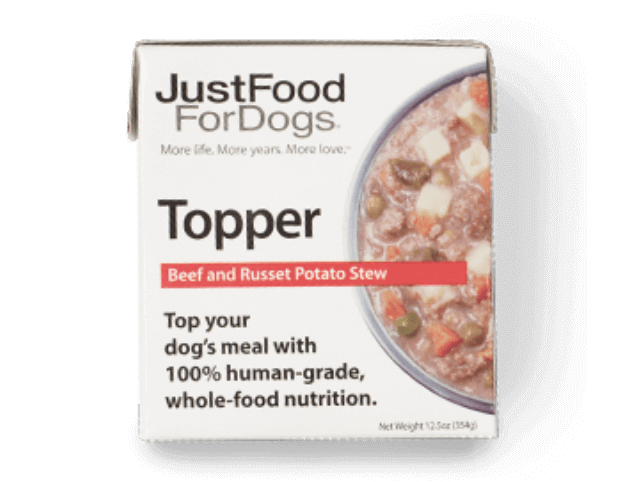 JustFood
ForDogs
More life. More years. More love.™
Topper
Beef and Russet Potato Stew
Top your
dog's meal with
100% human-grade,
whole-food nutrition.
Net Weight 12.5oz (354g)